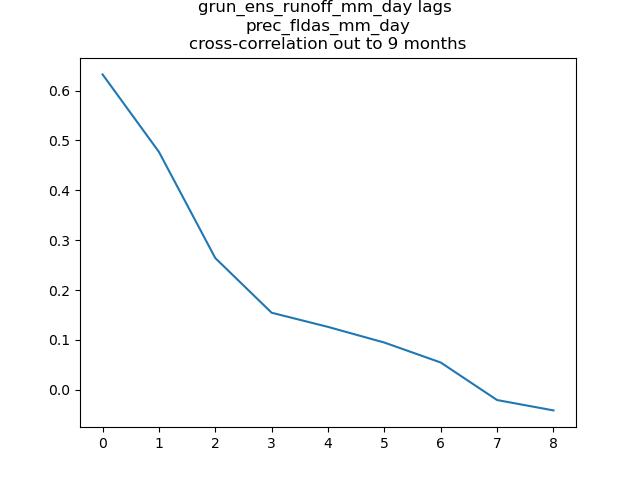 grun_ens_runoff_mm_day lags
prec_fldas_mm_day
cross-correlation out to 9 months
0.6
0.5
0.4
0.3
0.2
0.1
0.0
0 1 2 3 4 5 6 7 8